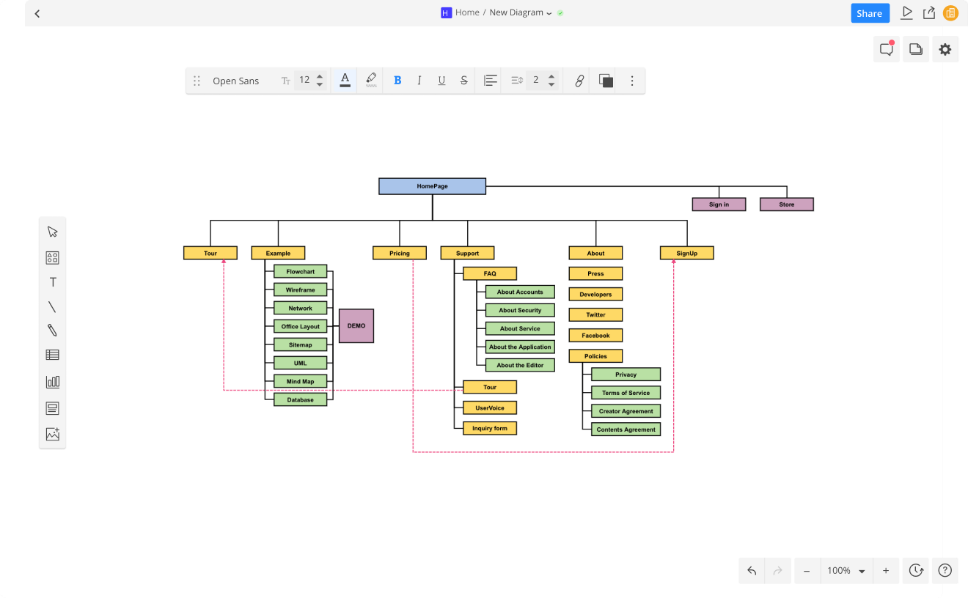 H Home / New Diagram
Share
Open Sans Tт 12 A B I U S 2
HomePage
Sign in
Store
Tour
Example
Pricing
Support
About
SignUp
Flowchart
Wireframe
Network
Office Layout
Sitemap
UML
Mind Map
Database
DEMO
FAQ
About Accounts
About Security
About Service
About the Application
About the Editor
Tour
UserVoice
Inquiry form
Press
Developers
Twitter
Facebook
Policies
Privacy
Terms of Service
Creator Agreement
Contents Agreement
T
– 100% +
?